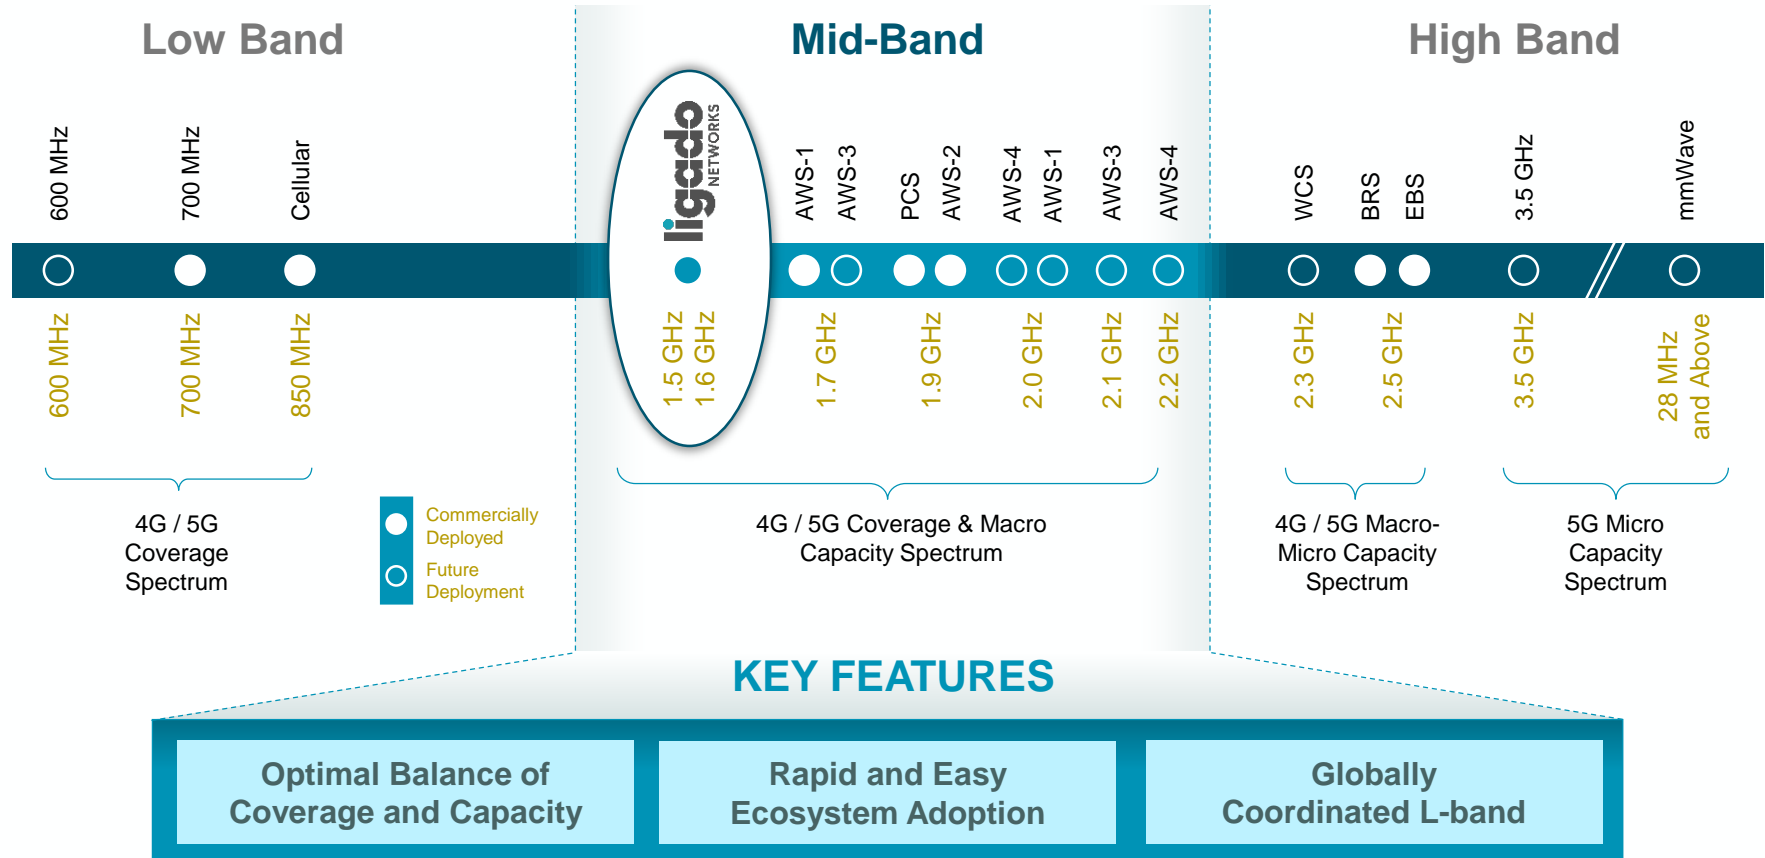 Low Band
Mid-Band
High Band
600 MHz
700 MHz
Cellular
ligado
NETWORKS
AWS-1
AWS-3
PCS
AWS-2
AWS-4
AWS-1
AWS-3
AWS-4
WCS
BRS
EBS
3.5 GHz
mmWave
600 MHz
700 MHz
850 MHz
1.5 GHz
1.6 GHz
1.7 GHz
1.9 GHz
2.0 GHz
2.1 GHz
2.2 GHz
2.3 GHz
2.5 GHz
3.5 GHz
28 MHz
and Above
4G / 5G
Coverage
Spectrum
Commercially
Deployed
Future
Deployment
4G / 5G Coverage & Macro
Capacity Spectrum
4G / 5G Macro-
Micro Capacity
Spectrum
5G Micro
Capacity
Spectrum
KEY FEATURES
Optimal Balance of
Coverage and Capacity
Rapid and Easy
Ecosystem Adoption
Globally
Coordinated L-band